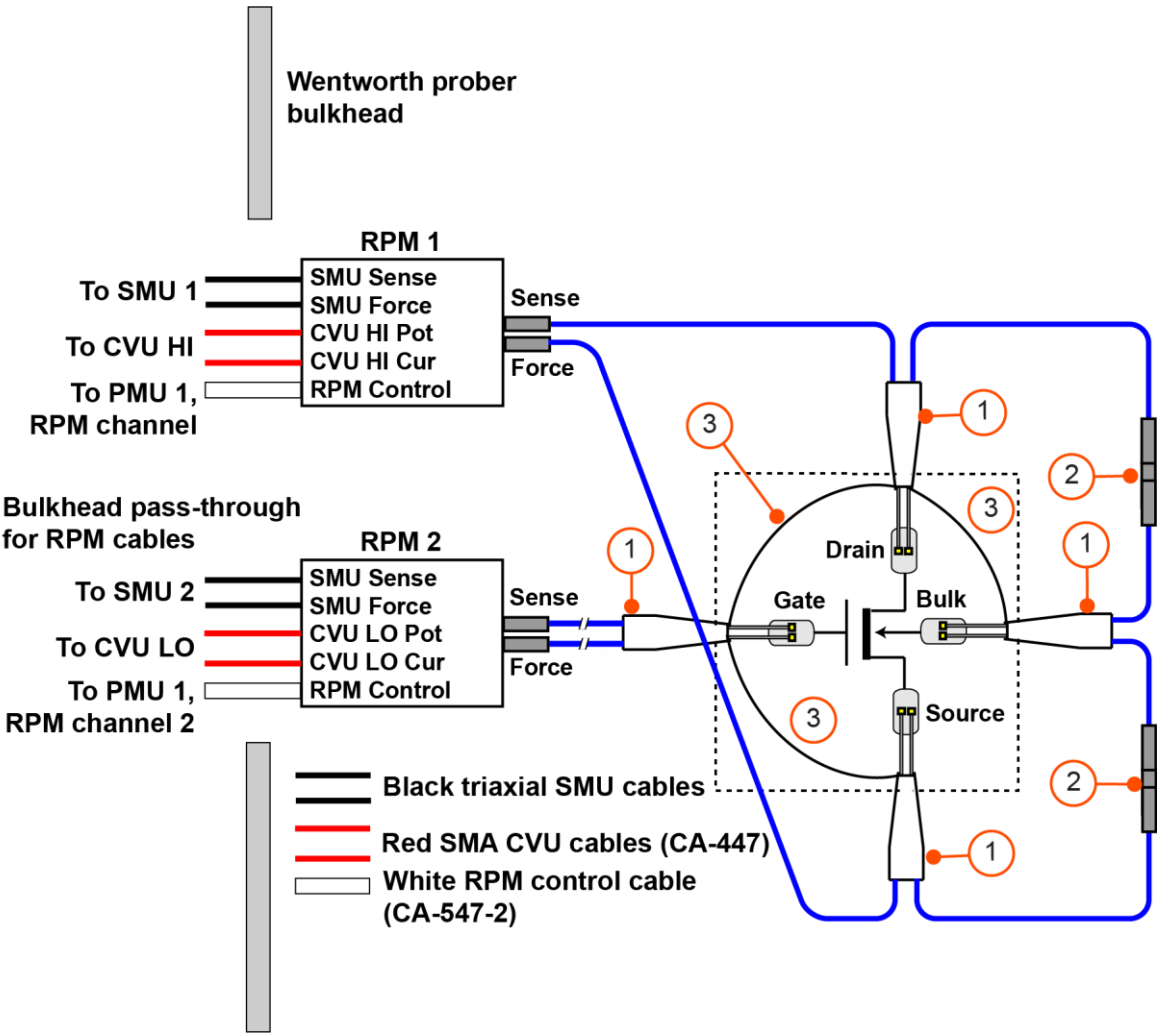 Wentworth prober
bulkhead
RPM 1
To SMU 1
SMU Sense
SMU Force
To CVU HI
CVU HI Pot
CVU HI Cur
To PMU 1,
RPM channel
RPM Control
Sense
Force
1
3
2
3
Bulkhead pass-through
for RPM cables
RPM 2
To SMU 2
SMU Sense
SMU Force
To CVU LO
CVU LO Pot
CVU LO Cur
To PMU 1,
RPM channel 2
RPM Control
Sense
Force
1
Drain
1
Gate
Bulk
3
Source
2
1
Black triaxial SMU cables
Red SMA CVU cables (CA-447)
White RPM control cable
(CA-547-2)